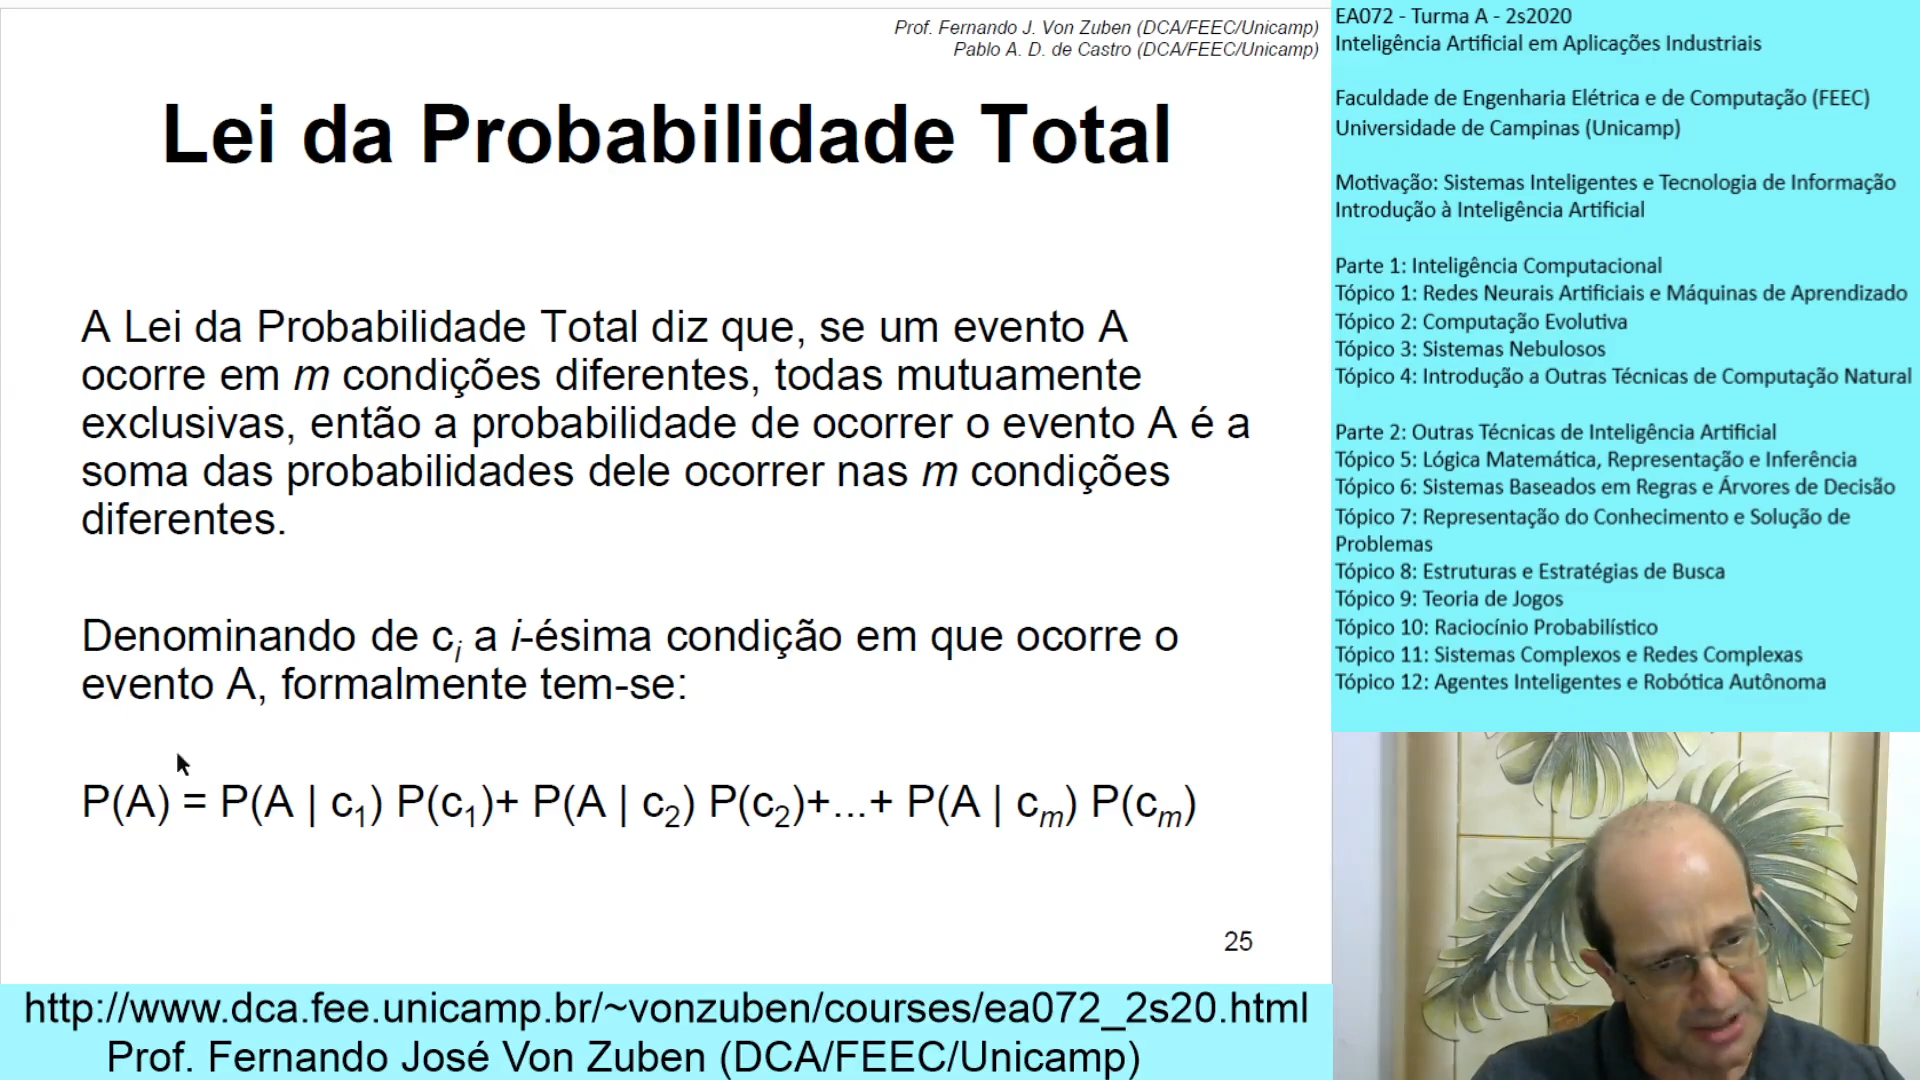 Prof. Fernando J. Von Zuben (DCA/FEEC/Unicamp)
Pablo A. D. de Castro (DCA/FEEC/Unicamp)
Lei da Probabilidade Total
A Lei da Probabilidade Total diz que, se um evento A
ocorre em m condições diferentes, todas mutuamente
exclusivas, então a probabilidade de ocorrer o evento A é a
soma das probabilidades dele ocorrer nas m condições
diferentes.
Denominando de cᵢ a i-ésima condição em que ocorre o
evento A, formalmente tem-se:
P(A) = P(A | c₁) P(c₁)+ P(A | c₂) P(c₂)+...+ P(A | cₘ) P(cₘ)
25
http://www.dca.fee.unicamp.br/~vonzuben/courses/ea072_2s20.html
Prof. Fernando José Von Zuben (DCA/FEEC/Unicamp)
EA072 - Turma A - 2s2020
Inteligência Artificial em Aplicações Industriais
Faculdade de Engenharia Elétrica e de Computação (FEEC)
Universidade de Campinas (Unicamp)
Motivação: Sistemas Inteligentes e Tecnologia de Informação
Introdução à Inteligência Artificial
Parte 1: Inteligência Computacional
Tópico 1: Redes Neurais Artificiais e Máquinas de Aprendizado
Tópico 2: Computação Evolutiva
Tópico 3: Sistemas Nebulosos
Tópico 4: Introdução a Outras Técnicas de Computação Natural
Parte 2: Outras Técnicas de Inteligência Artificial
Tópico 5: Lógica Matemática, Representação e Inferência
Tópico 6: Sistemas Baseados em Regras e Árvores de Decisão
Tópico 7: Representação do Conhecimento e Solução de
Problemas
Tópico 8: Estruturas e Estratégias de Busca
Tópico 9: Teoria de Jogos
Tópico 10: Raciocínio Probabilístico
Tópico 11: Sistemas Complexos e Redes Complexas
Tópico 12: Agentes Inteligentes e Robótica Autônoma